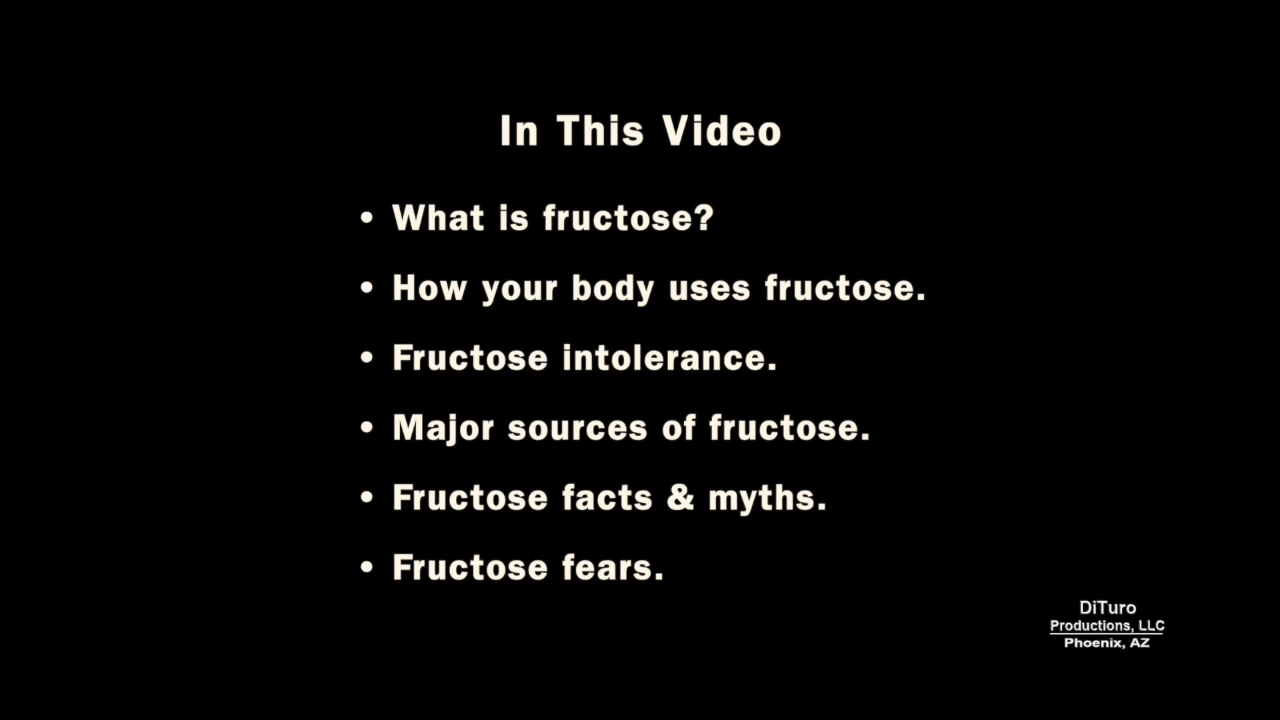 In This Video
• What is fructose?
• How your body uses fructose.
• Fructose intolerance.
• Major sources of fructose.
• Fructose facts & myths.
• Fructose fears.
DiTuro
Productions, LLC
Phoenix, AZ